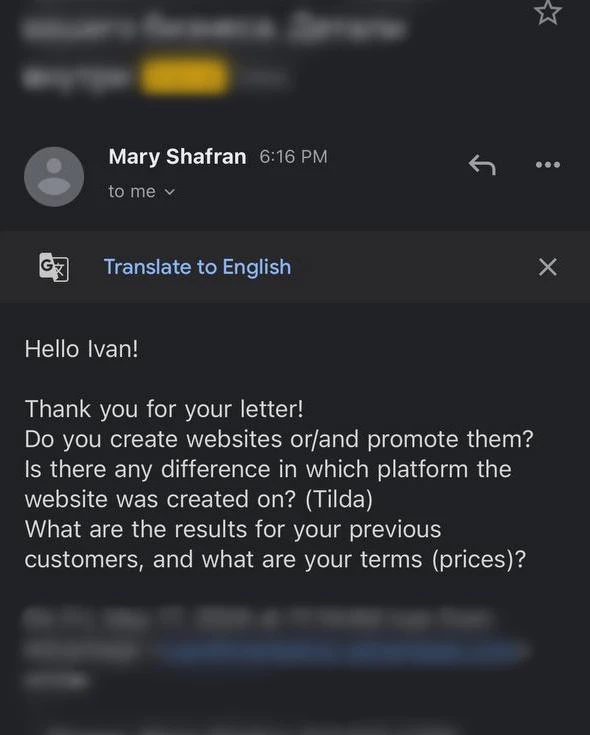 Mary Shafran 6:16 PM
to me
Translate to English
Hello Ivan!
Thank you for your letter!
Do you create websites or/and promote them?
Is there any difference in which platform the
website was created on? (Tilda)
What are the results for your previous
customers, and what are your terms (prices)?